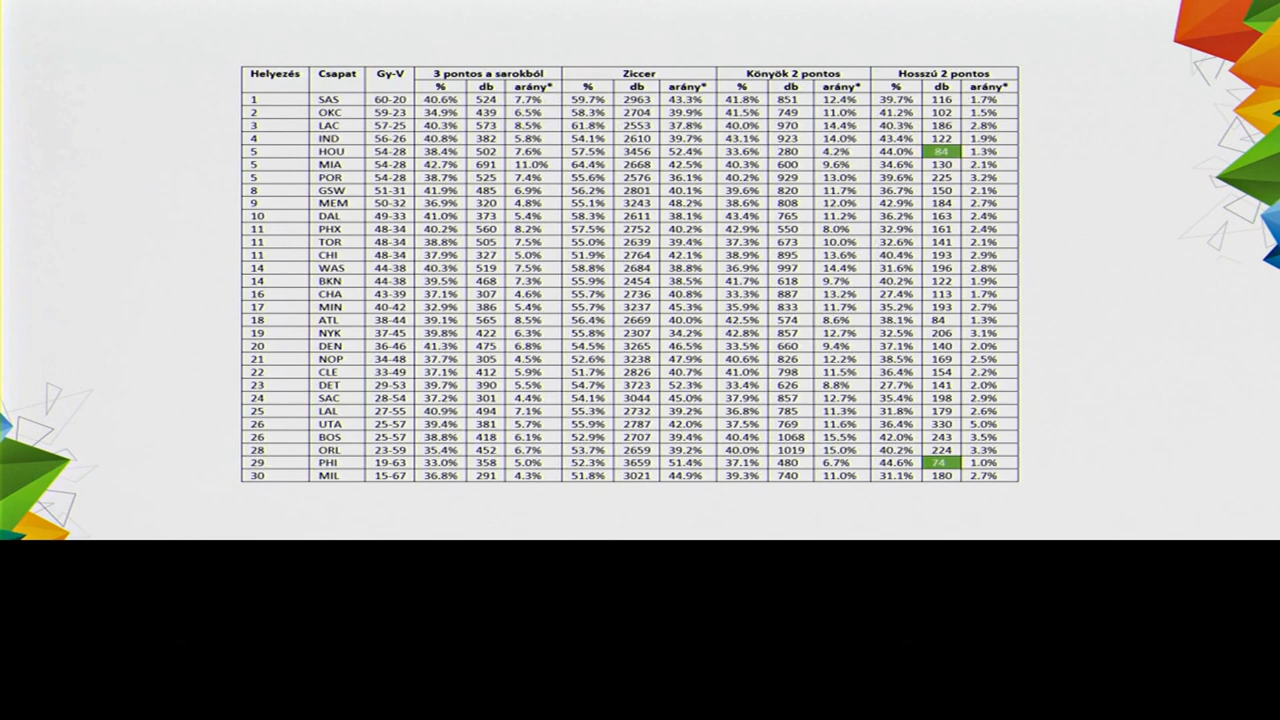 Helyezés Csapat Gy-V 3 pontos a sarokból Ziccer Könyök 2 pontos Hosszú 2 pontos
% db arány* % db arány* % db arány* % db arány*
1 SAS 60-20 40.6% 524 7.7% 59.7% 2963 43.3% 41.8% 851 12.4% 39.7% 116 1.7%
2 OKC 59-23 34.9% 439 6.5% 58.3% 2704 39.9% 41.5% 749 11.0% 41.2% 102 1.5%
3 LAC 57-25 40.3% 573 8.5% 61.8% 2553 37.8% 40.0% 970 14.4% 40.3% 186 2.8%
4 IND 56-26 40.8% 382 5.8% 54.1% 2610 39.7% 43.1% 923 14.0% 43.4% 122 1.9%
5 HOU 54-28 38.4% 502 7.6% 57.5% 3456 52.4% 33.6% 280 4.2% 44.0% 84 1.3%
5 MIA 54-28 42.7% 691 11.0% 64.4% 2668 42.5% 40.3% 600 9.6% 34.6% 130 2.1%
5 POR 54-28 38.7% 525 7.4% 55.6% 2576 36.1% 40.2% 929 13.0% 39.6% 225 3.2%
8 GSW 51-31 41.9% 485 6.9% 56.2% 2801 40.1% 39.6% 820 11.7% 36.7% 150 2.1%
9 MEM 50-32 36.9% 320 4.8% 55.1% 3243 48.2% 38.6% 808 12.0% 42.9% 184 2.7%
10 DAL 49-33 41.0% 373 5.4% 58.3% 2611 38.1% 43.4% 765 11.2% 36.2% 163 2.4%
11 PHX 48-34 40.2% 560 8.2% 57.5% 2752 40.2% 42.9% 550 8.0% 32.9% 161 2.4%
11 TOR 48-34 38.8% 505 7.5% 55.0% 2639 39.4% 37.3% 673 10.0% 32.6% 141 2.1%
11 CHI 48-34 37.9% 327 5.0% 51.9% 2764 42.1% 38.9% 895 13.6% 40.4% 193 2.9%
14 WAS 44-38 40.3% 519 7.5% 58.8% 2684 38.8% 36.9% 997 14.4% 31.6% 196 2.8%
14 BKN 44-38 39.5% 468 7.3% 55.9% 2454 38.5% 41.7% 618 9.7% 40.2% 122 1.9%
16 CHA 43-39 37.1% 307 4.6% 55.7% 2736 40.8% 33.3% 887 13.2% 27.4% 113 1.7%
17 MIN 40-42 32.9% 386 5.4% 55.7% 3237 45.3% 35.9% 833 11.7% 35.2% 193 2.7%
18 ATL 38-44 39.1% 565 8.5% 56.4% 2669 40.0% 42.5% 574 8.6% 38.1% 84 1.3%
19 NYK 37-45 39.8% 422 6.3% 55.8% 2307 34.2% 42.8% 857 12.7% 32.5% 206 3.1%
20 DEN 36-46 41.3% 475 6.8% 54.5% 3265 46.5% 33.5% 660 9.4% 37.1% 140 2.0%
21 NOP 34-48 37.7% 305 4.5% 52.6% 3238 47.9% 40.6% 826 12.2% 38.5% 169 2.5%
22 CLE 33-49 37.1% 412 5.9% 51.7% 2826 40.7% 41.0% 798 11.5% 36.4% 154 2.2%
23 DET 29-53 39.7% 390 5.5% 54.7% 3723 52.3% 33.4% 626 8.8% 27.7% 141 2.0%
24 SAC 28-54 37.2% 301 4.4% 54.1% 3044 45.0% 37.9% 857 12.7% 35.4% 198 2.9%
25 LAL 27-55 40.9% 494 7.1% 55.3% 2732 39.2% 36.8% 785 11.3% 31.8% 179 2.6%
26 UTA 25-57 39.4% 381 5.7% 55.9% 2787 42.0% 37.5% 769 11.6% 36.4% 330 5.0%
26 BOS 25-57 38.8% 418 6.1% 52.9% 2707 39.4% 40.4% 1068 15.5% 42.0% 243 3.5%
28 ORL 23-59 35.4% 452 6.7% 53.7% 2659 39.2% 40.0% 1019 15.0% 40.2% 224 3.3%
29 PHI 19-63 33.0% 358 5.0% 52.3% 3659 51.4% 37.1% 480 6.7% 44.6% 74 1.0%
30 MIL 15-67 36.8% 291 4.3% 51.8% 3021 44.9% 39.3% 740 11.0% 31.1% 180 2.7%